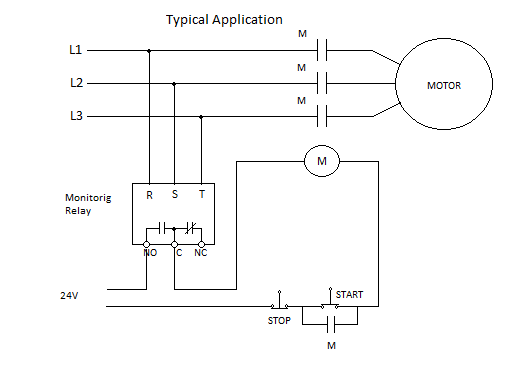 Typical Application
M
L1
M
L2
MOTOR
M
L3
M
Monitorig
Relay
R S T
NO C NC
24V
START
STOP
M